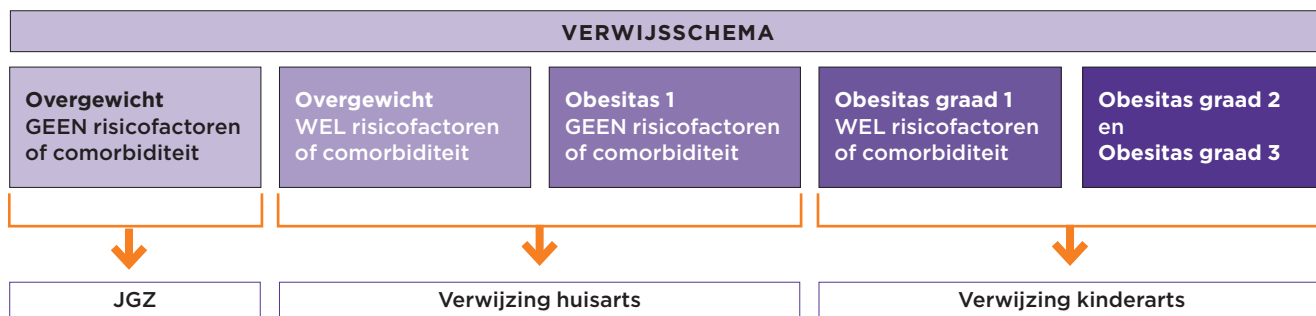 VERWIJSSCHEMA
Overgewicht
GEEN risicofactoren
of comorbiditeit
Overgewicht
WEL risicofactoren
of comorbiditeit
Obesitas 1
GEEN risicofactoren
of comorbiditeit
Obesitas graad 1
WEL risicofactoren
of comorbiditeit
Obesitas graad 2
en
Obesitas graad 3
JGZ
Verwijzing huisarts
Verwijzing kinderarts